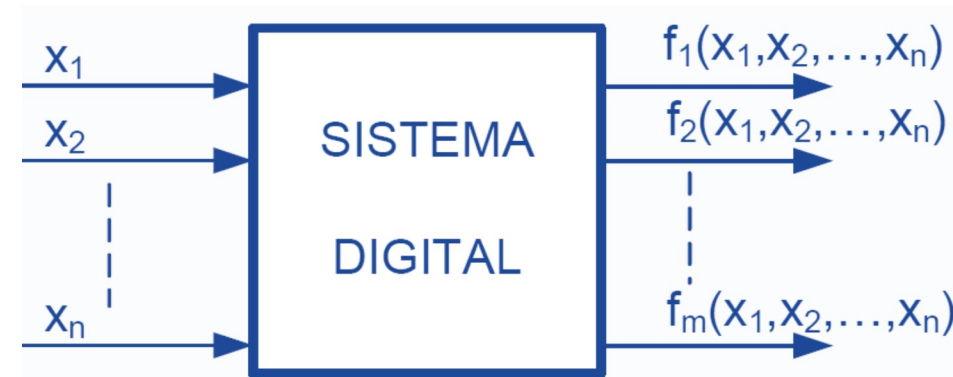 x₁
f₁(x₁,x₂,...,xₙ)
x₂
f₂(x₁,x₂,...,xₙ)
SISTEMA
DIGITAL
xₙ
fₘ(x₁,x₂,...,xₙ)